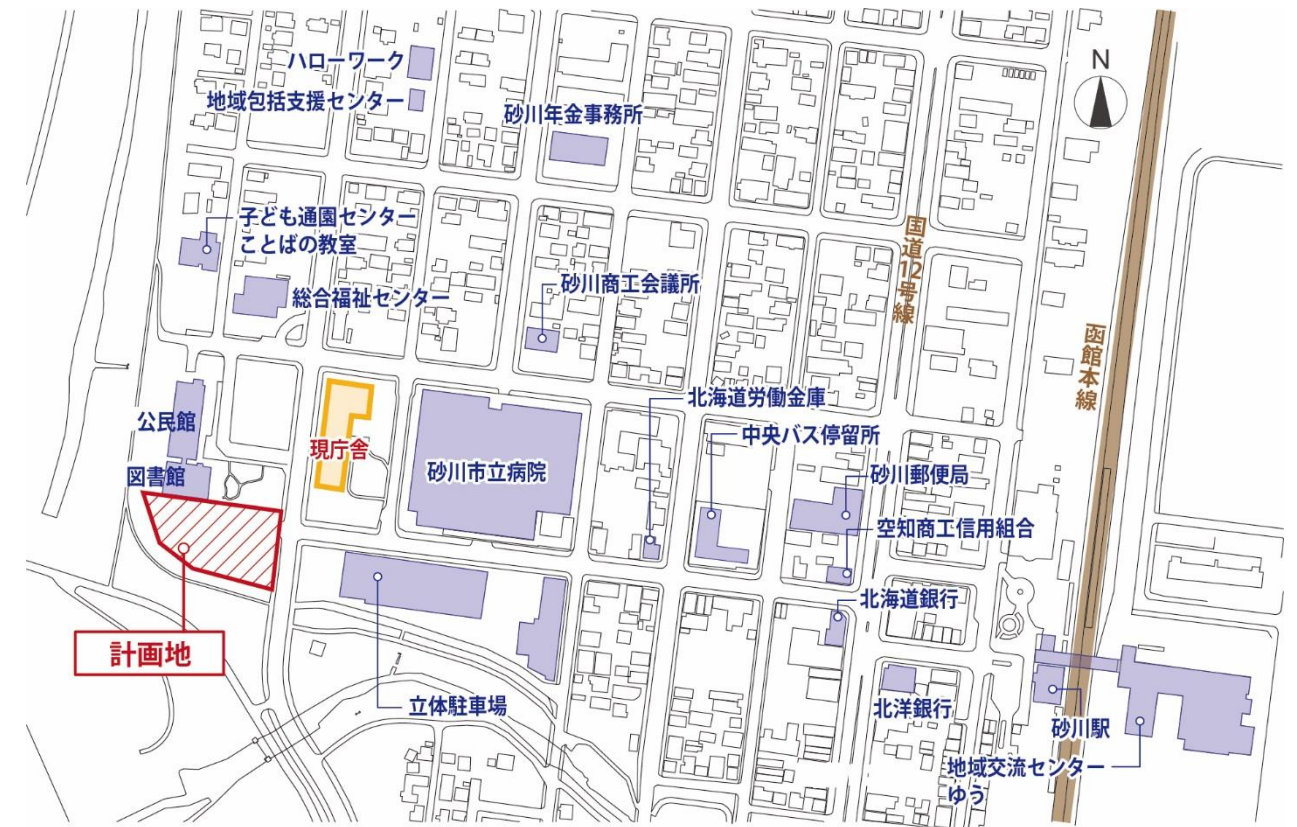 ハローワーク
地域包括支援センター
砂川年金事務所
N
子ども通園センター
ことばの教室
総合福祉センター
砂川商工会議所
国道12号線
函館本線
公民館
図書館
現庁舎
砂川市立病院
北海道労働金庫
中央バス停留所
砂川郵便局
空知商工信用組合
北海道銀行
計画地
立体駐車場
北洋銀行
砂川駅
地域交流センター
ゆう